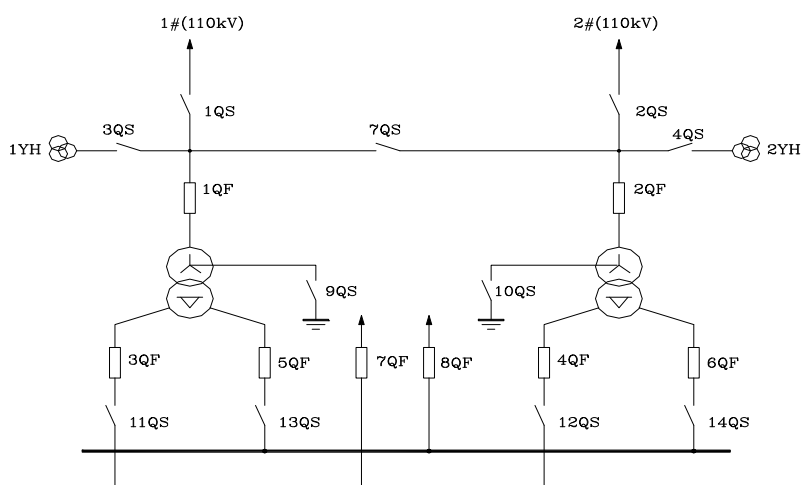 1#(110kV)
2#(110kV)
1QS
2QS
3QS
7QS
4QS
1YH
2YH
1QF
2QF
9QS
10QS
3QF
5QF
7QF
8QF
4QF
6QF
11QS
13QS
12QS
14QS